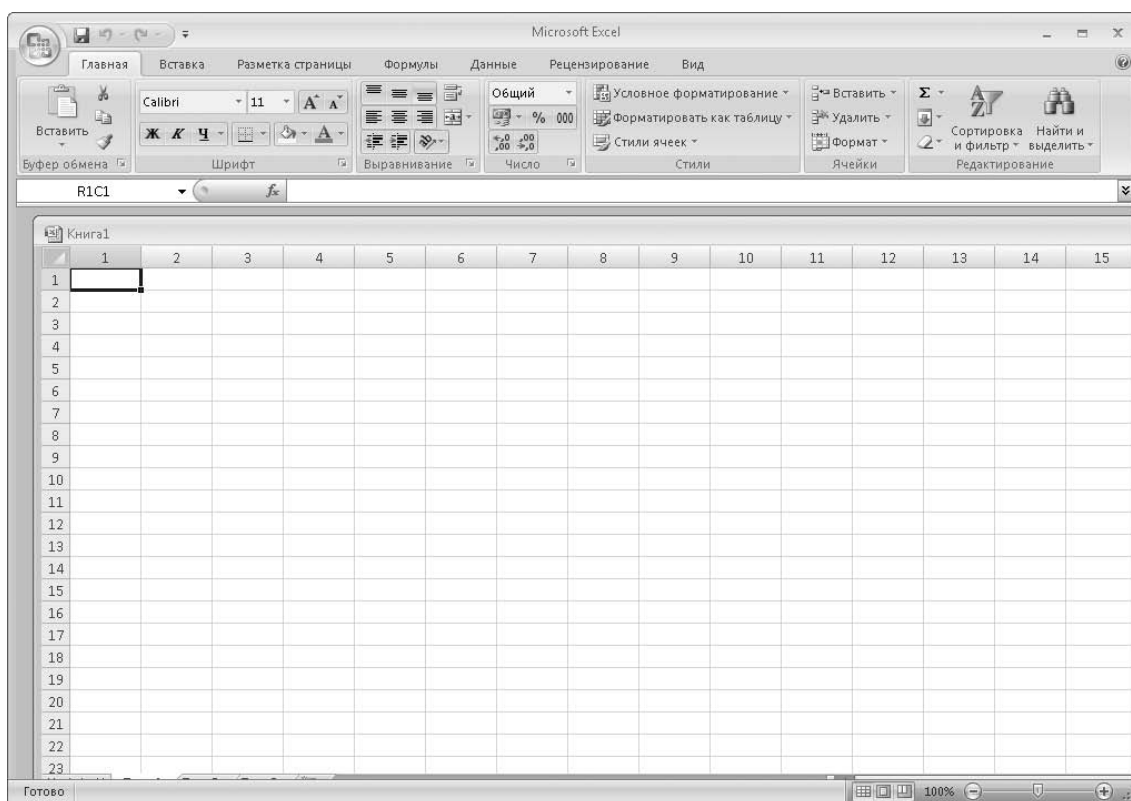 Microsoft Excel
Главная Вставка Разметка страницы Формулы Данные Рецензирование Вид
Вставить
Буфер обмена
Calibri 11
Ж К Ч
Шрифт
Выравнивание
Общий
% 000
Число
Условное форматирование
Форматировать как таблицу
Стили ячеек
Стили
Вставить
Удалить
Формат
Ячейки
Σ
Сортировка и фильтр
Найти и выделить
Редактирование
R1C1 fx
Книга1
1 2 3 4 5 6 7 8 9 10 11 12 13 14 15
1
2
3
4
5
6
7
8
9
10
11
12
13
14
15
16
17
18
19
20
21
22
23
Готово 100%